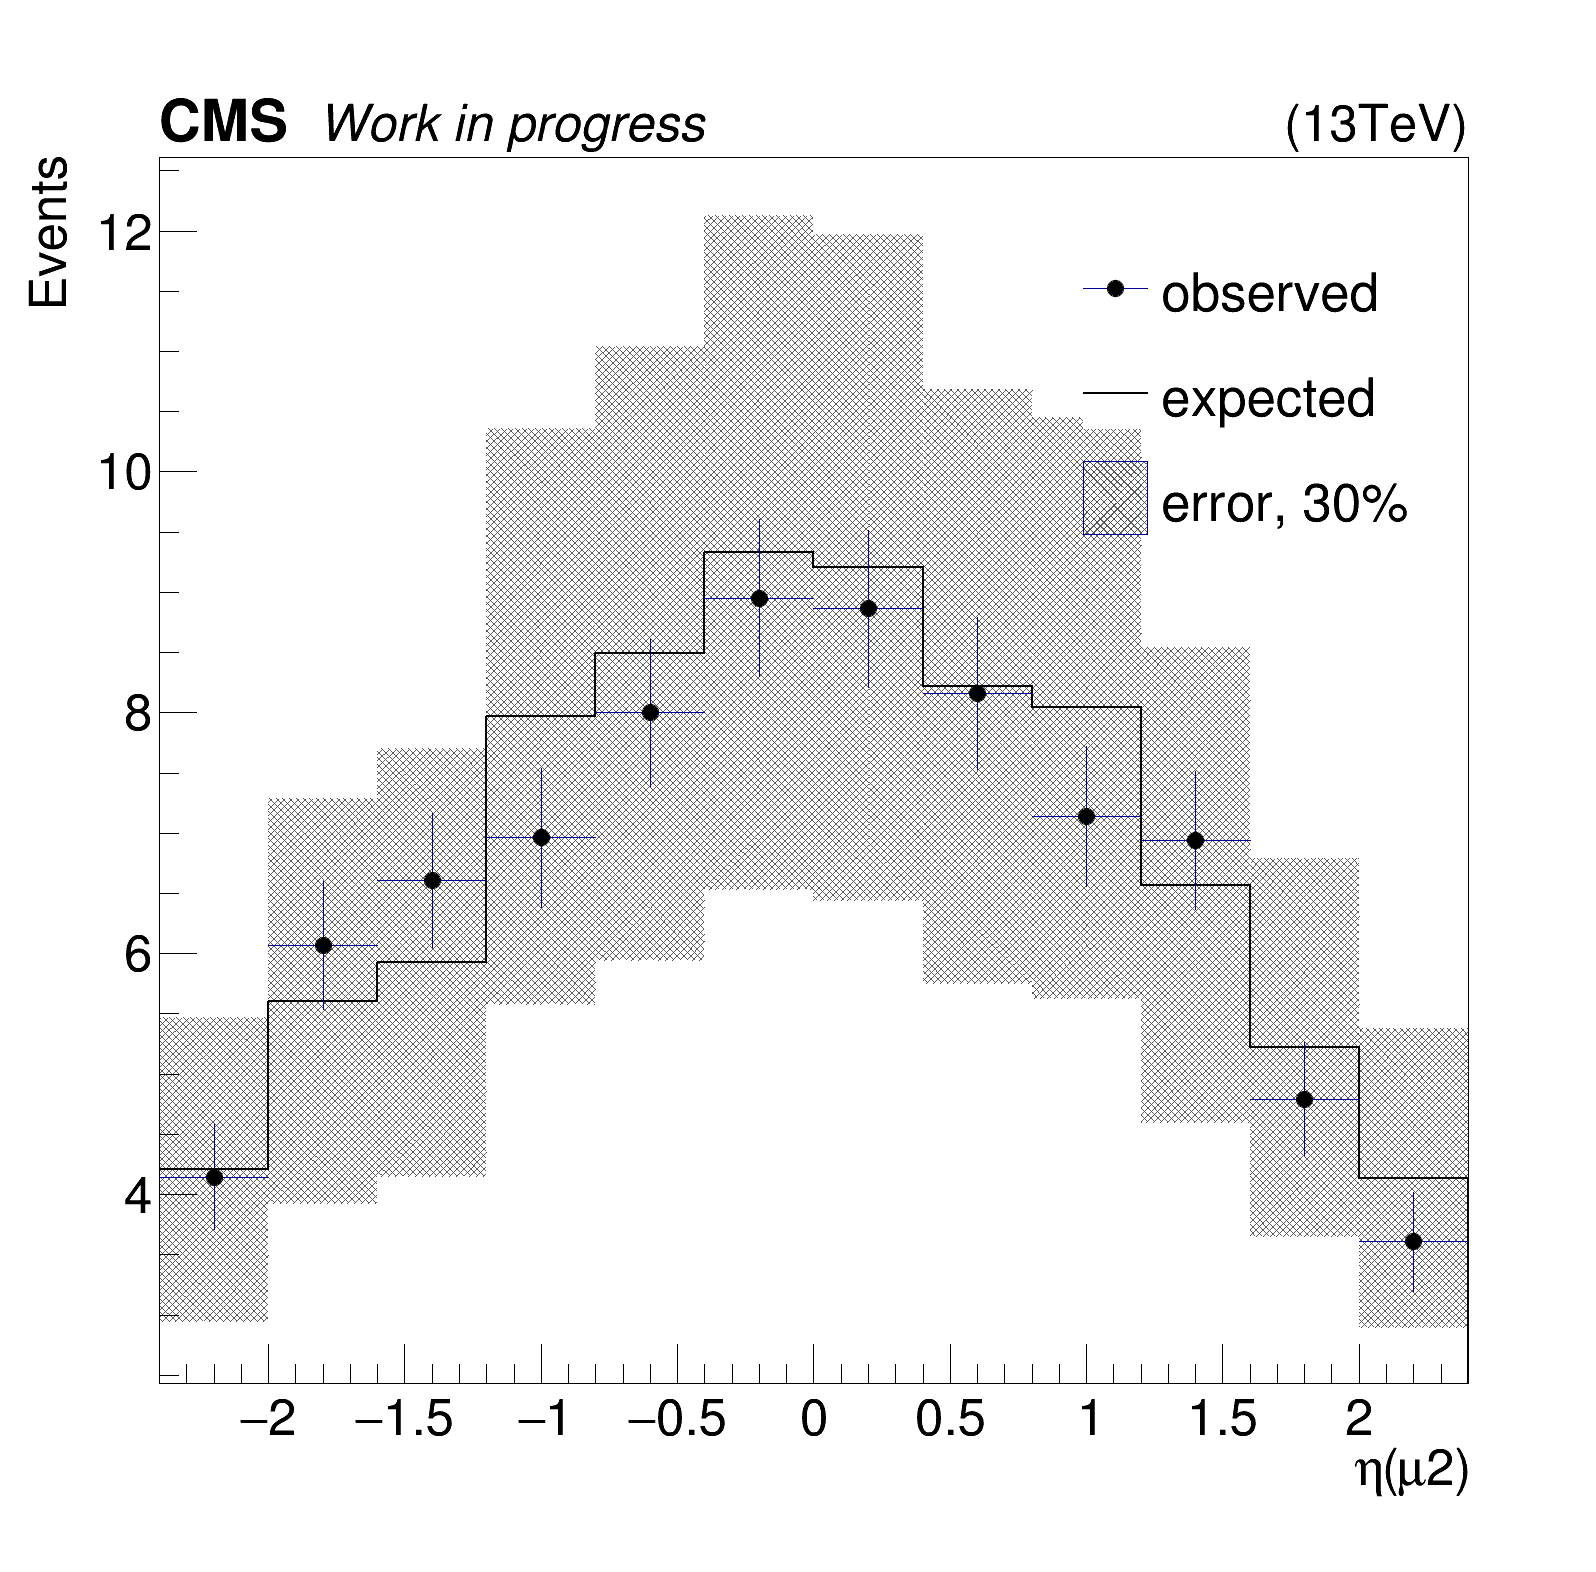 CMS Work in progress (13TeV)
Events
12
10
8
6
4
observed
expected
error, 30%
−2 −1.5 −1 −0.5 0 0.5 1 1.5 2
η(μ2)